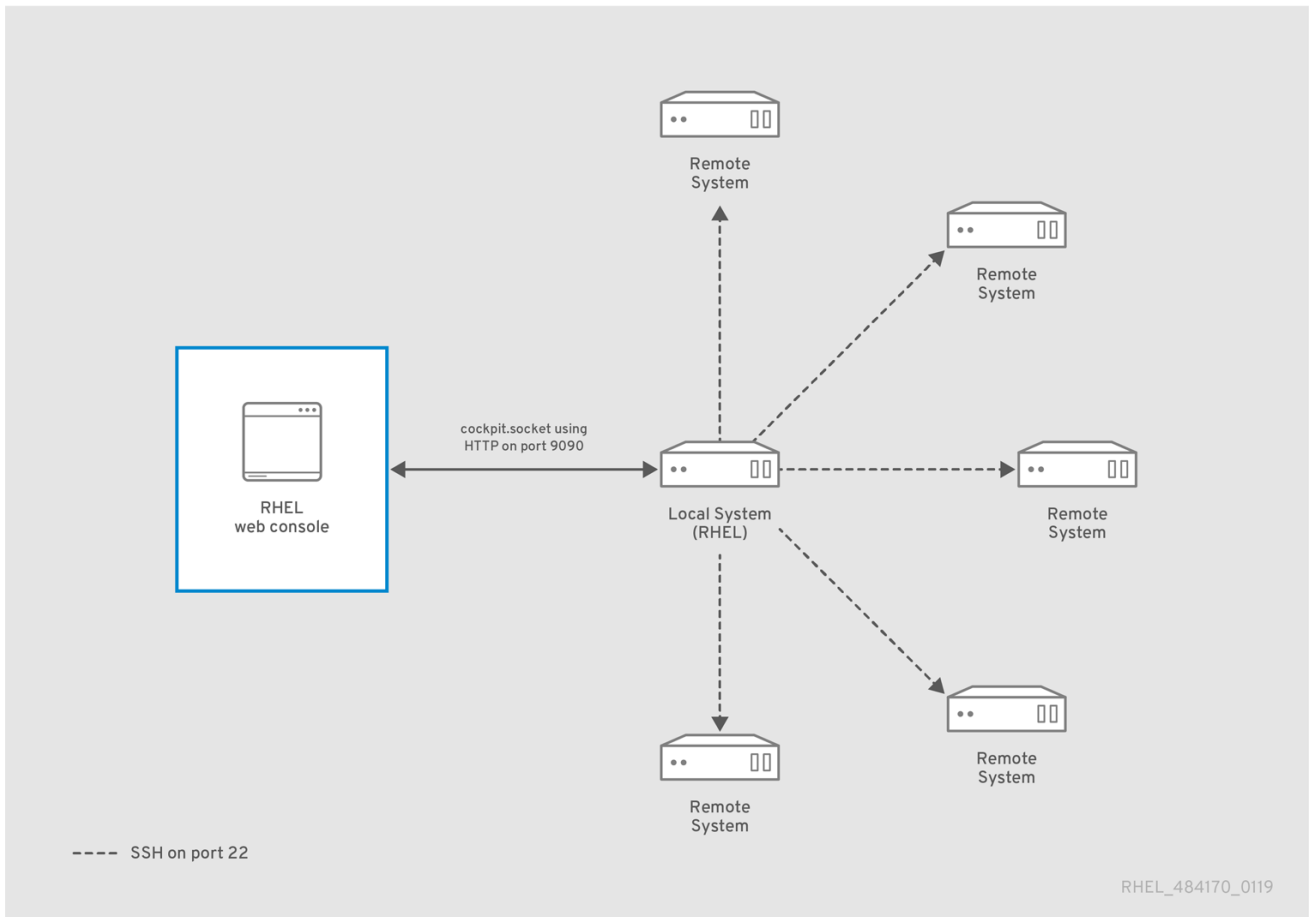 Remote
System
Remote
System
cockpit.socket using
HTTP on port 9090
RHEL
web console
Local System
(RHEL)
Remote
System
Remote
System
Remote
System
SSH on port 22
RHEL_484170_0119